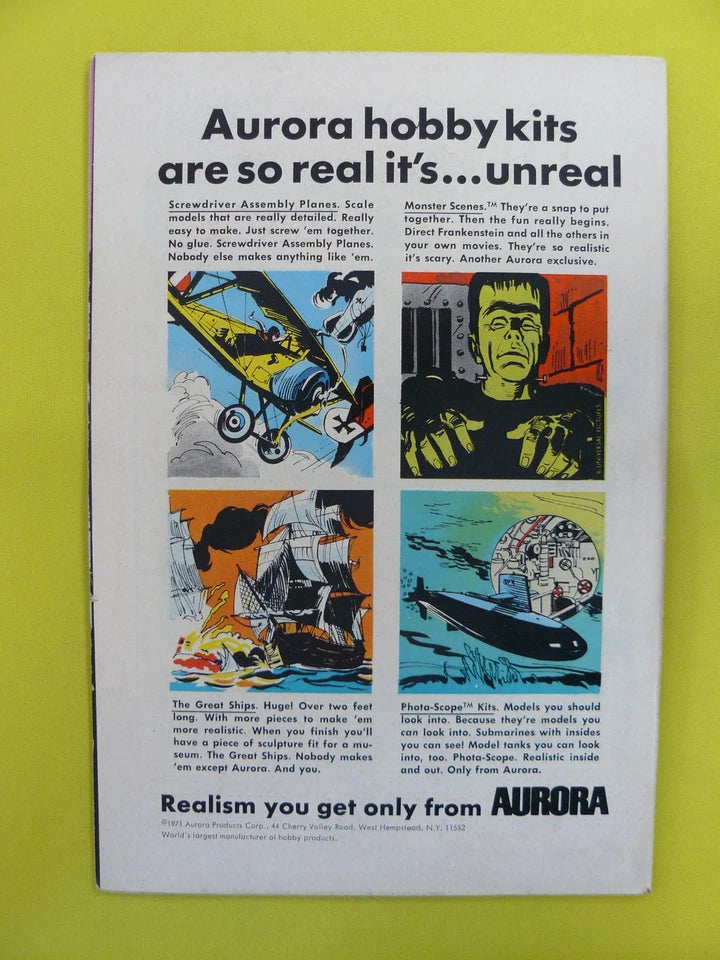 Aurora hobby kits
are so real it's...unreal
Screwdriver Assembly Planes. Scale
models that are really detailed. Really
easy to make. Just screw 'em together.
No glue. Screwdriver Assembly Planes.
Nobody else makes anything like 'em.
Monster Scenes.™ They're a snap to put
together. Then the fun really begins.
Direct Frankenstein and all the others in
your own movies. They're so realistic
it's scary. Another Aurora exclusive.
© UNIVERSAL PICTURES
The Great Ships. Huge! Over two feet
long. With more pieces to make 'em
more realistic. When you finish you'll
have a piece of sculpture fit for a mu-
seum. The Great Ships. Nobody makes
'em except Aurora. And you.
Phota-Scope™ Kits. Models you should
look into. Because they're models you
can look into. Submarines with insides
you can see! Model tanks you can look
into, too. Phota-Scope. Realistic inside
and out. Only from Aurora.
Realism you get only from AURORA
©1971 Aurora Products Corp., 44 Cherry Valley Road, West Hempstead, N.Y. 11552
World's largest manufacturer of hobby products.